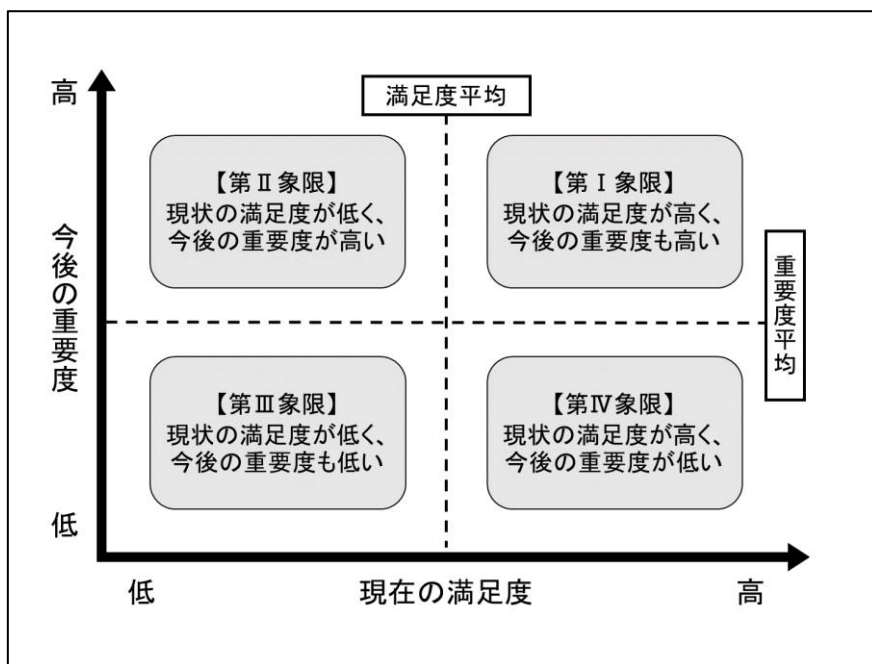 高
満足度平均
【第Ⅱ象限】
現状の満足度が低く、
今後の重要度が高い
【第Ⅰ象限】
現状の満足度が高く、
今後の重要度も高い
今後の重要度
重要度平均
【第Ⅲ象限】
現状の満足度が低く、
今後の重要度も低い
【第Ⅳ象限】
現状の満足度が高く、
今後の重要度が低い
低
低
現在の満足度
高